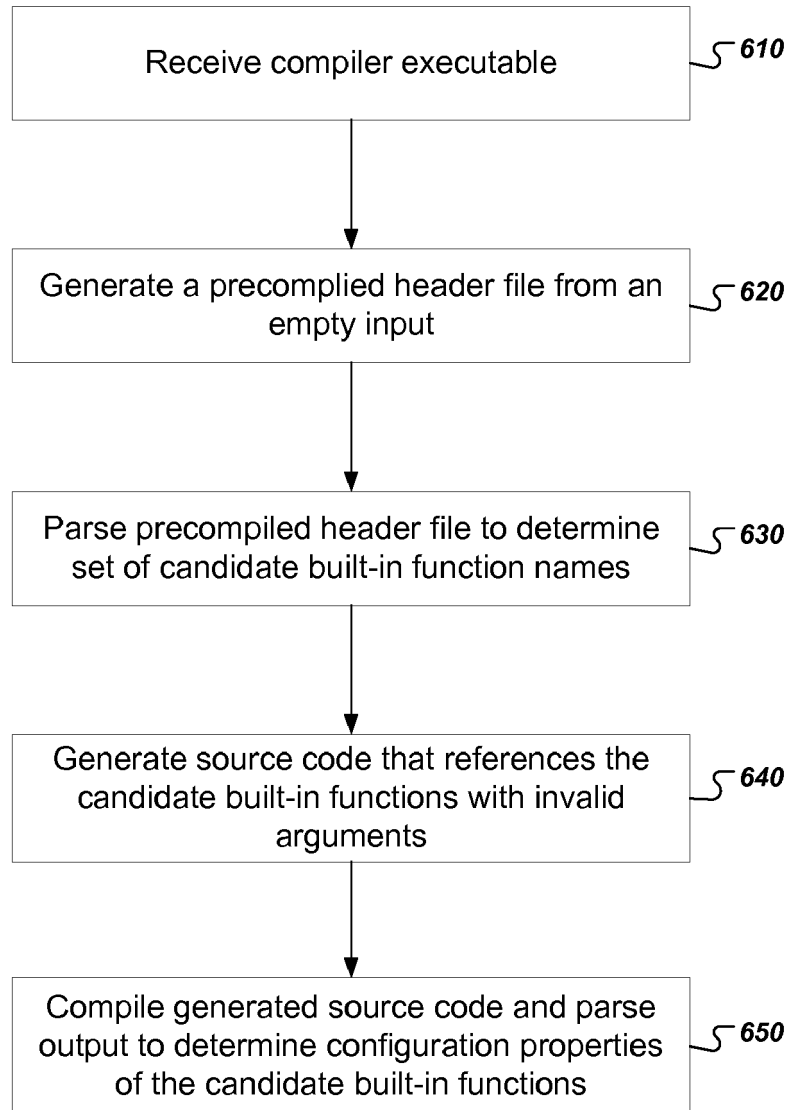 Receive compiler executable
610
Generate a precomplied header file from an
empty input
620
Parse precompiled header file to determine
set of candidate built-in function names
630
Generate source code that references the
candidate built-in functions with invalid
arguments
640
Compile generated source code and parse
output to determine configuration properties
of the candidate built-in functions
650